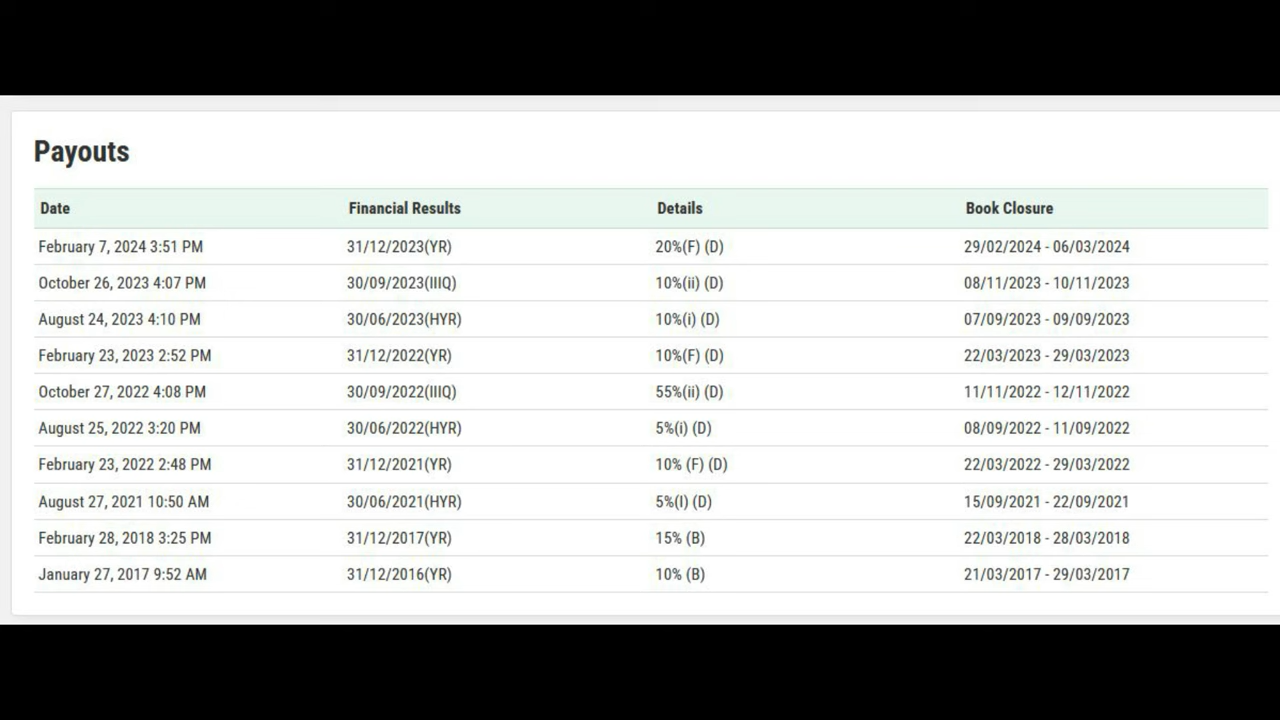 Payouts
Date Financial Results Details Book Closure
February 7, 2024 3:51 PM 31/12/2023(YR) 20%(F) (D) 29/02/2024 - 06/03/2024
October 26, 2023 4:07 PM 30/09/2023(IIIQ) 10%(ii) (D) 08/11/2023 - 10/11/2023
August 24, 2023 4:10 PM 30/06/2023(HYR) 10%(i) (D) 07/09/2023 - 09/09/2023
February 23, 2023 2:52 PM 31/12/2022(YR) 10%(F) (D) 22/03/2023 - 29/03/2023
October 27, 2022 4:08 PM 30/09/2022(IIIQ) 55%(ii) (D) 11/11/2022 - 12/11/2022
August 25, 2022 3:20 PM 30/06/2022(HYR) 5%(i) (D) 08/09/2022 - 11/09/2022
February 23, 2022 2:48 PM 31/12/2021(YR) 10% (F) (D) 22/03/2022 - 29/03/2022
August 27, 2021 10:50 AM 30/06/2021(HYR) 5%(I) (D) 15/09/2021 - 22/09/2021
February 28, 2018 3:25 PM 31/12/2017(YR) 15% (B) 22/03/2018 - 28/03/2018
January 27, 2017 9:52 AM 31/12/2016(YR) 10% (B) 21/03/2017 - 29/03/2017